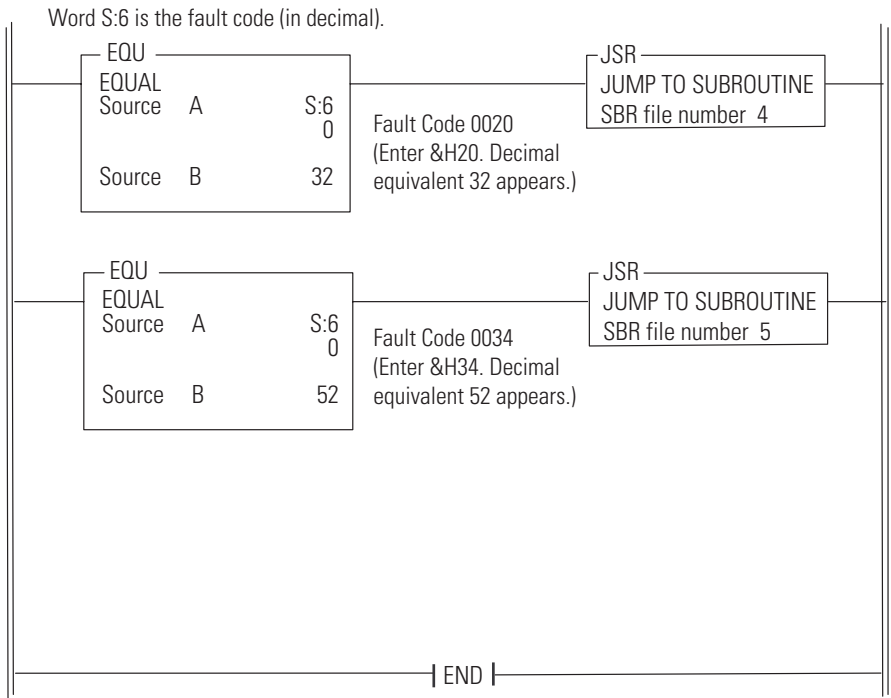 Word S:6 is the fault code (in decimal).
EQU
EQUAL
Source A S:6
0
Source B 32
Fault Code 0020
(Enter &H20. Decimal
equivalent 32 appears.)
JSR
JUMP TO SUBROUTINE
SBR file number 4
EQU
EQUAL
Source A S:6
0
Source B 52
Fault Code 0034
(Enter &H34. Decimal
equivalent 52 appears.)
JSR
JUMP TO SUBROUTINE
SBR file number 5
END